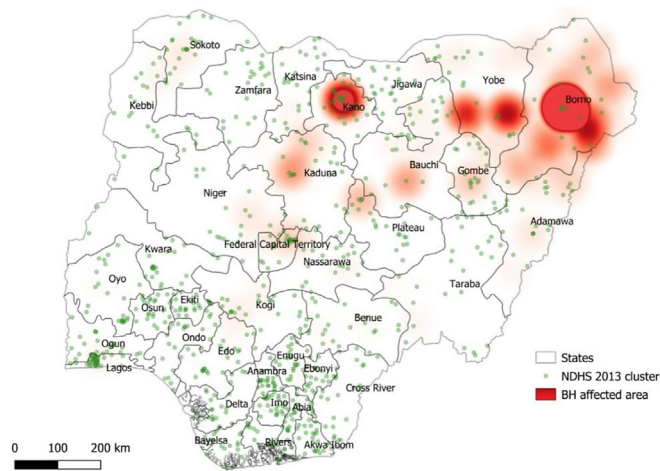 Sokoto
Katsina
Yobe
Jigawa
Zamfara
Borno
Kebbi
Kano
Bauchi
Kaduna
Gombe
Niger
Adamawa
Plateau
Federal Capital Territory
Kwara
Nassarawa
Oyo
Taraba
Ekiti
Osun
Kogi
Benue
Ondo
Ogun
Edo
Enugu
Lagos
Anambra
Ebonyi
Cross River
Delta
Imo
Abia
Bayelsa
Rivers
Akwa Ibom
States
NDHS 2013 cluster
BH affected area
0 100 200 km